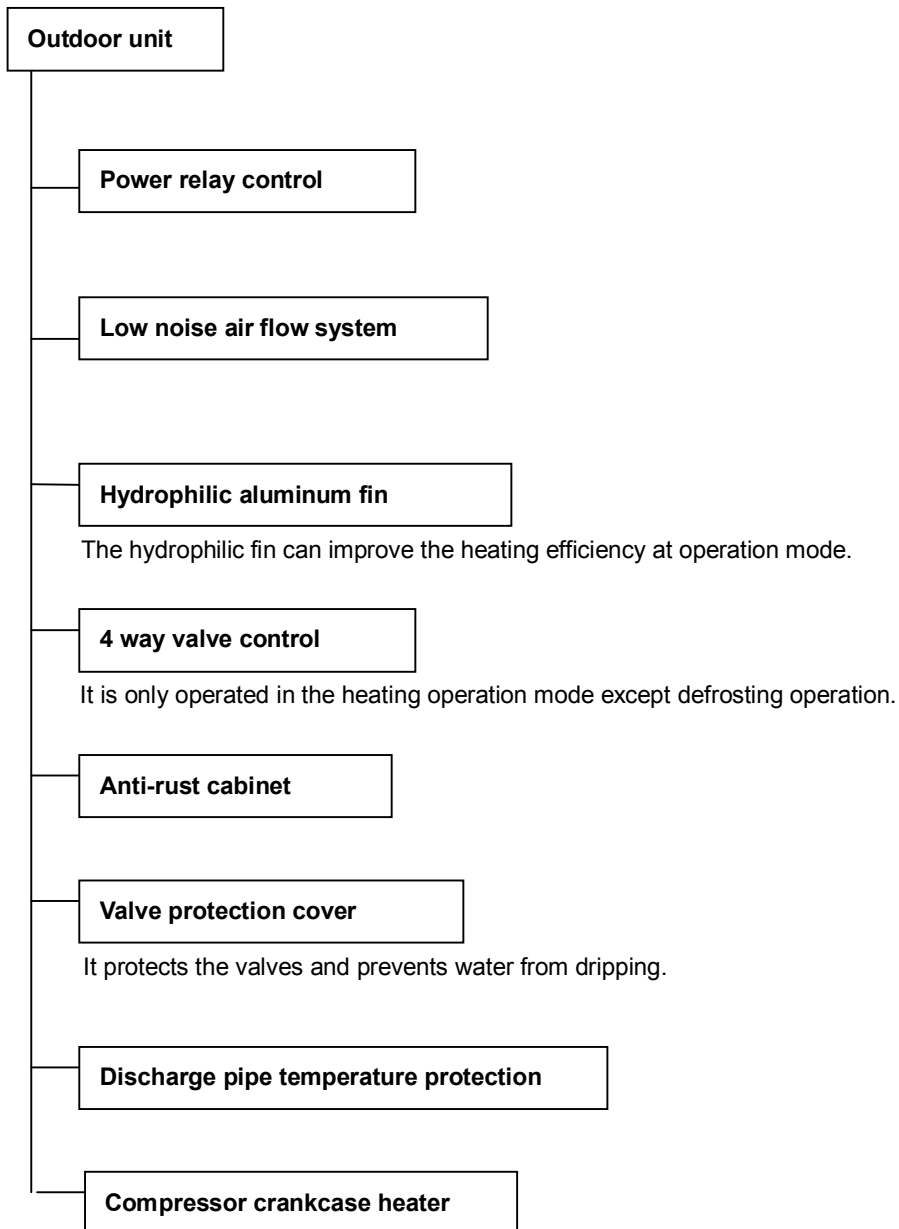 Outdoor unit
Power relay control
Low noise air flow system
Hydrophilic aluminum fin
The hydrophilic fin can improve the heating efficiency at operation mode.
4 way valve control
It is only operated in the heating operation mode except defrosting operation.
Anti-rust cabinet
Valve protection cover
It protects the valves and prevents water from dripping.
Discharge pipe temperature protection
Compressor crankcase heater